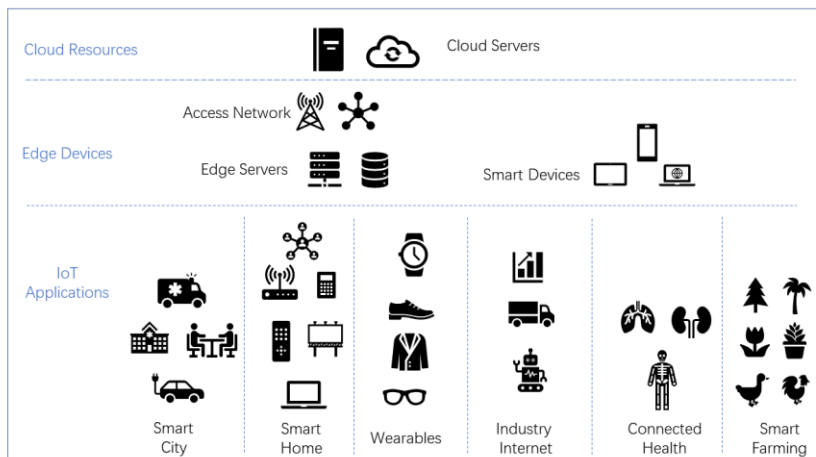 Cloud Resources
Cloud Servers
Access Network
Edge Devices
Edge Servers
Smart Devices
IoT
Applications
Smart
City
Smart
Home
Wearables
Industry
Internet
Connected
Health
Smart
Farming